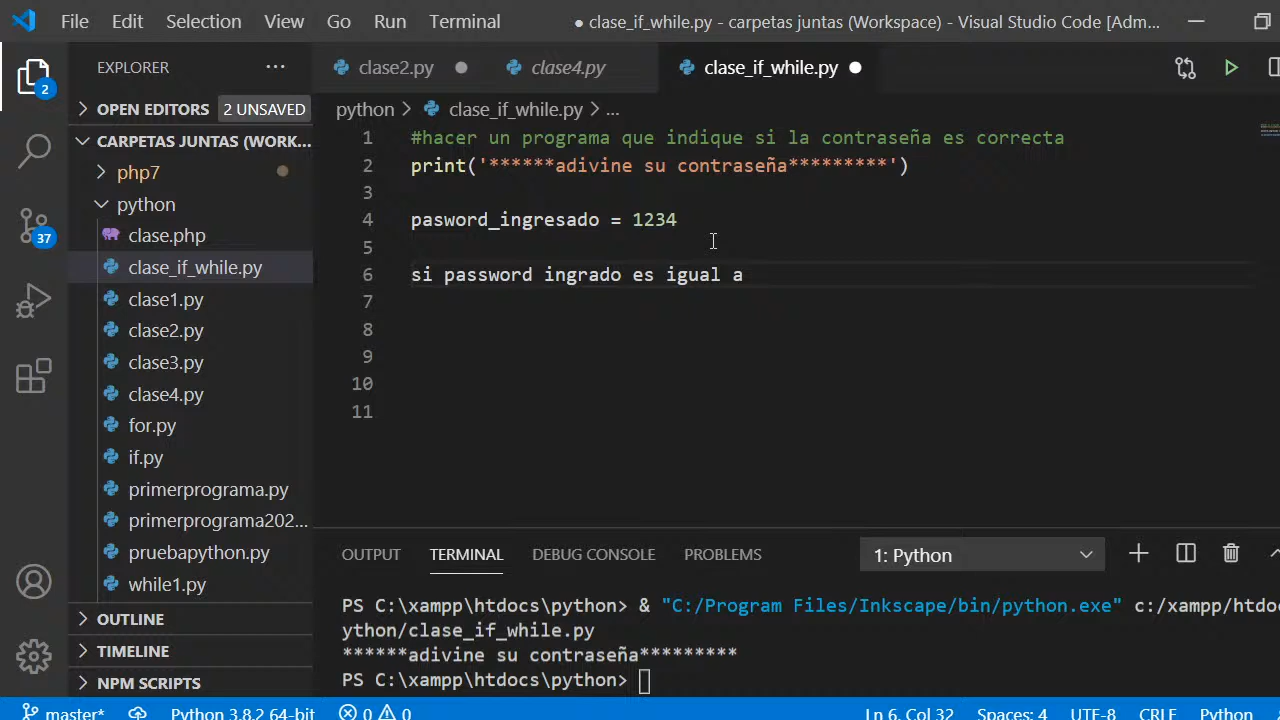 File Edit Selection View Go Run Terminal ● clase_if_while.py - carpetas juntas (Workspace) - Visual Studio Code [Adm...
EXPLORER ...
2
OPEN EDITORS 2 UNSAVED
CARPETAS JUNTAS (WORK...
php7
python
clase.php
37
clase_if_while.py
clase1.py
clase2.py
clase3.py
clase4.py
for.py
if.py
primerprograma.py
primerprograma202...
pruebapython.py
while1.py
OUTLINE
TIMELINE
NPM SCRIPTS
clase2.py ● clase4.py clase_if_while.py ●
python > clase_if_while.py > ...
1 #hacer un programa que indique si la contraseña es correcta
2 print('******adivine su contraseña*********')
3
4 pasword_ingresado = 1234
5
6 si password ingrado es igual a
7
8
9
10
11
OUTPUT TERMINAL DEBUG CONSOLE PROBLEMS 1: Python
PS C:\xampp\htdocs\python> & "C:/Program Files/Inkscape/bin/python.exe" c:/xampp/htdoc
ython/clase_if_while.py
******adivine su contraseña*********
PS C:\xampp\htdocs\python>
master* Python 3.8.2 64-bit 0 0 Ln 6, Col 32 Spaces: 4 UTF-8 CRLF Python